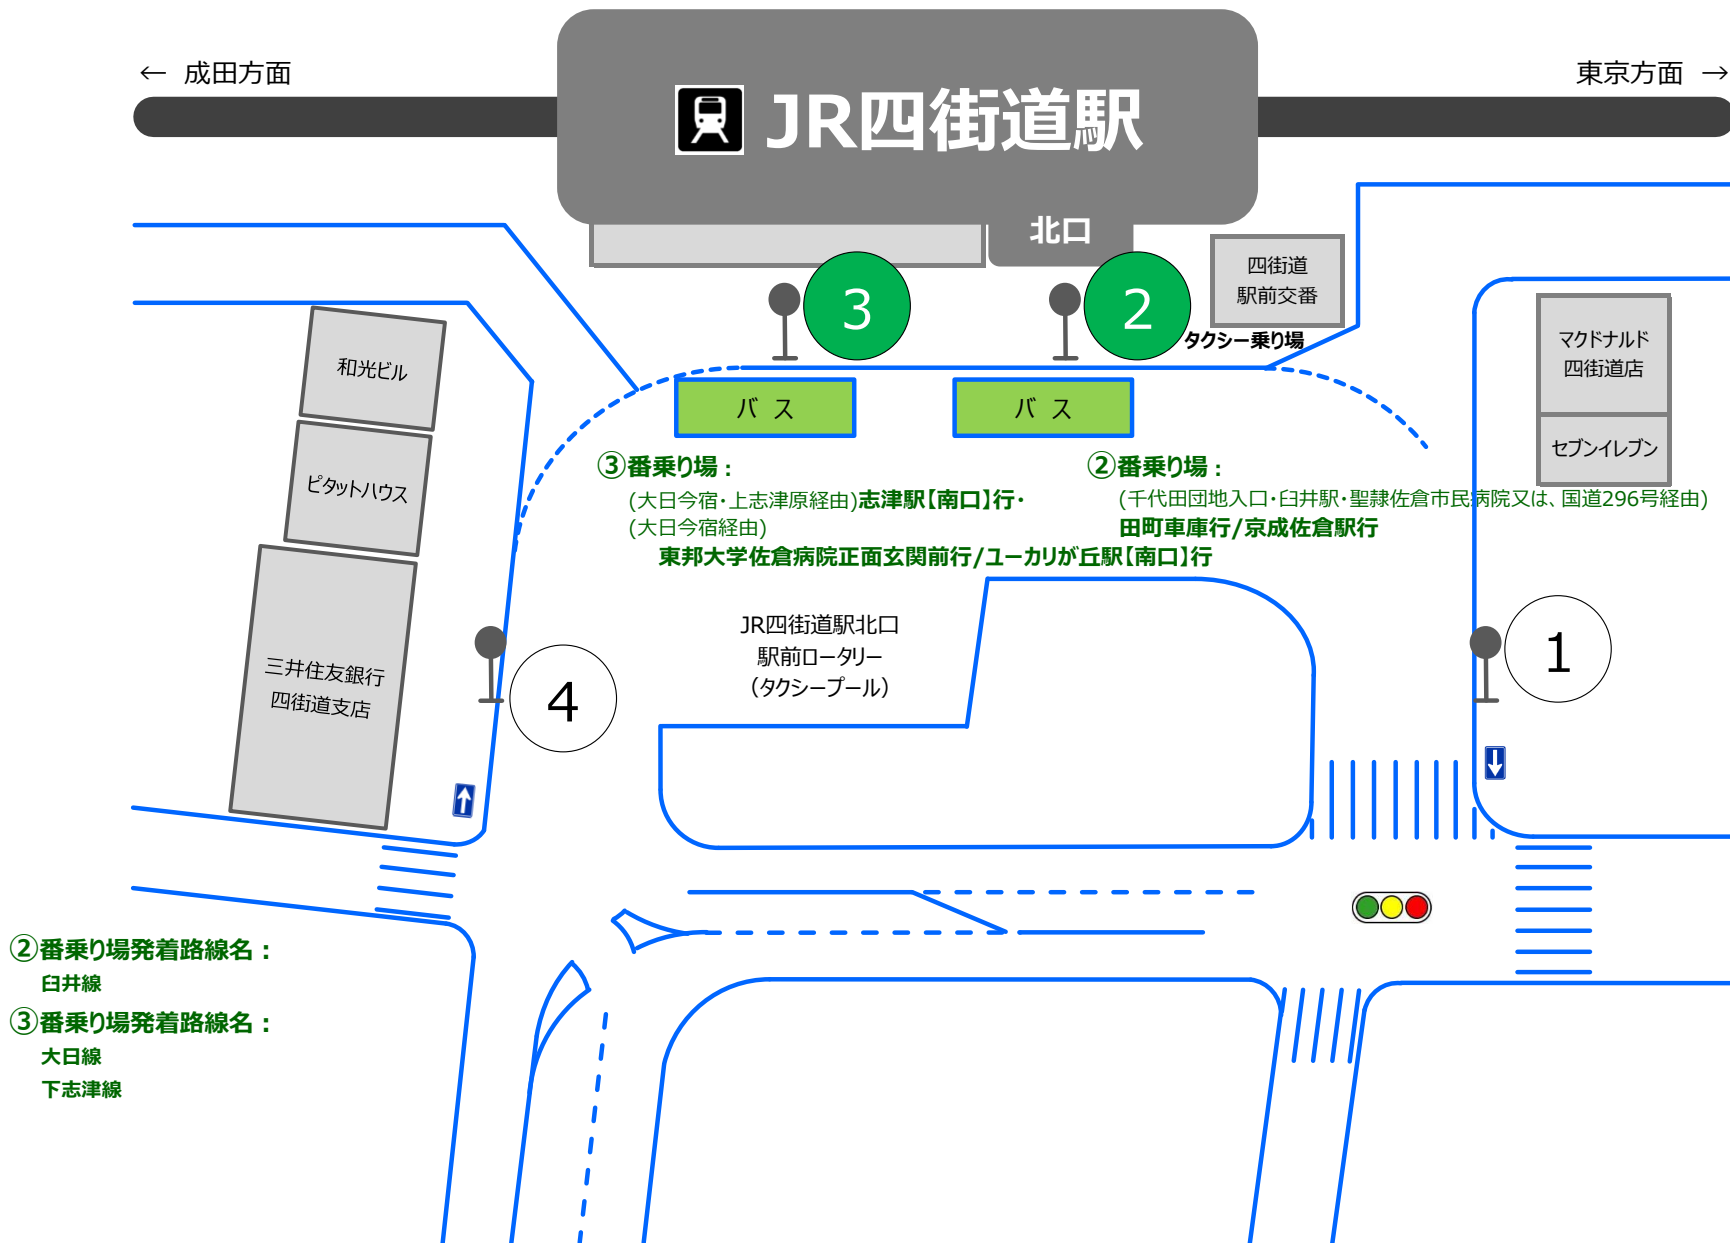 ← 成田方面
東京方面 →
JR四街道駅
北口
四街道
駅前交番
タクシー乗り場
3
2
マクドナルド
四街道店
セブンイレブン
和光ビル
ピタットハウス
三井住友銀行
四街道支店
バ ス
バ ス
③番乗り場：
(大日今宿・上志津原経由)志津駅【南口】行・
(大日今宿経由)
東邦大学佐倉病院正面玄関前行/ユーカリが丘駅【南口】行
②番乗り場：
(千代田団地入口・臼井駅・聖隷佐倉市民病院又は、国道296号経由)
田町車庫行/京成佐倉駅行
JR四街道駅北口
駅前ロータリー
（タクシープール）
4
1
②番乗り場発着路線名：
臼井線
③番乗り場発着路線名：
大日線
下志津線